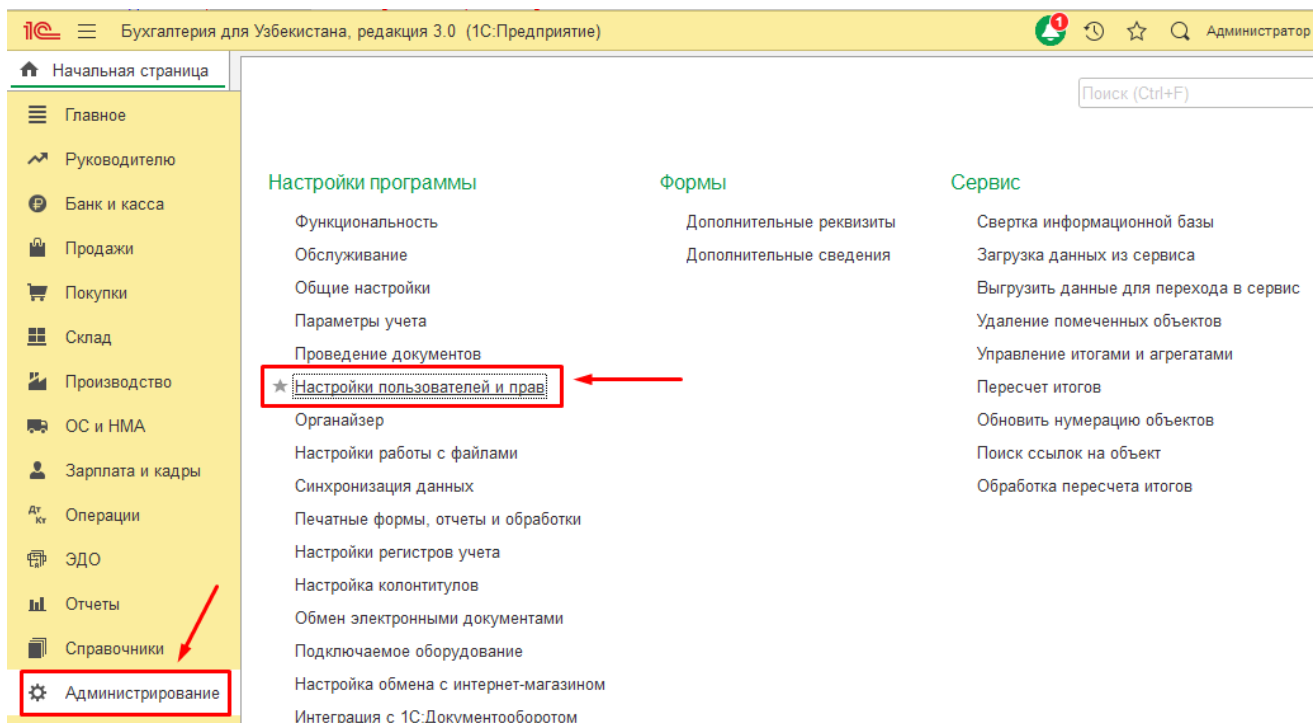 1С Бухгалтерия для Узбекистана, редакция 3.0 (1С:Предприятие) 1 Администратор
Начальная страница
Поиск (Ctrl+F)
Главное
Руководителю
Банк и касса
Продажи
Покупки
Склад
Производство
ОС и НМА
Зарплата и кадры
Дт Кт Операции
ЭДО
Отчеты
Справочники
Администрирование
Настройки программы
Функциональность
Обслуживание
Общие настройки
Параметры учета
Проведение документов
Настройки пользователей и прав
Органайзер
Настройки работы с файлами
Синхронизация данных
Печатные формы, отчеты и обработки
Настройки регистров учета
Настройка колонтитулов
Обмен электронными документами
Подключаемое оборудование
Настройка обмена с интернет-магазином
Интеграция с 1С:Документооборотом
Формы
Дополнительные реквизиты
Дополнительные сведения
Сервис
Свертка информационной базы
Загрузка данных из сервиса
Выгрузить данные для перехода в сервис
Удаление помеченных объектов
Управление итогами и агрегатами
Пересчет итогов
Обновить нумерацию объектов
Поиск ссылок на объект
Обработка пересчета итогов